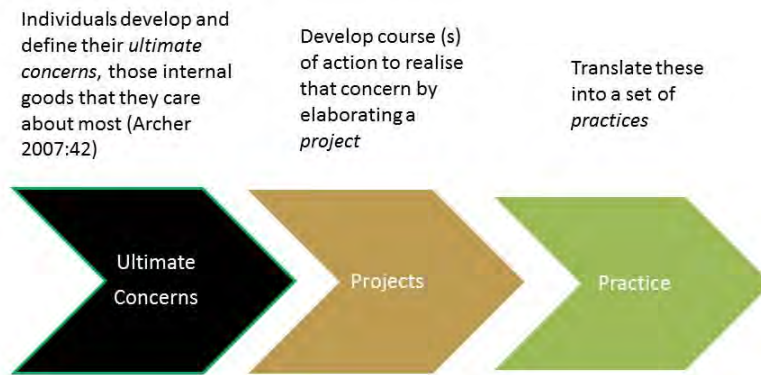 Individuals develop and
define their ultimate
concerns, those internal
goods that they care
about most (Archer
2007:42)
Develop course (s)
of action to realise
that concern by
elaborating a
project
Translate these
into a set of
practices
Ultimate
Concerns
Projects
Practice